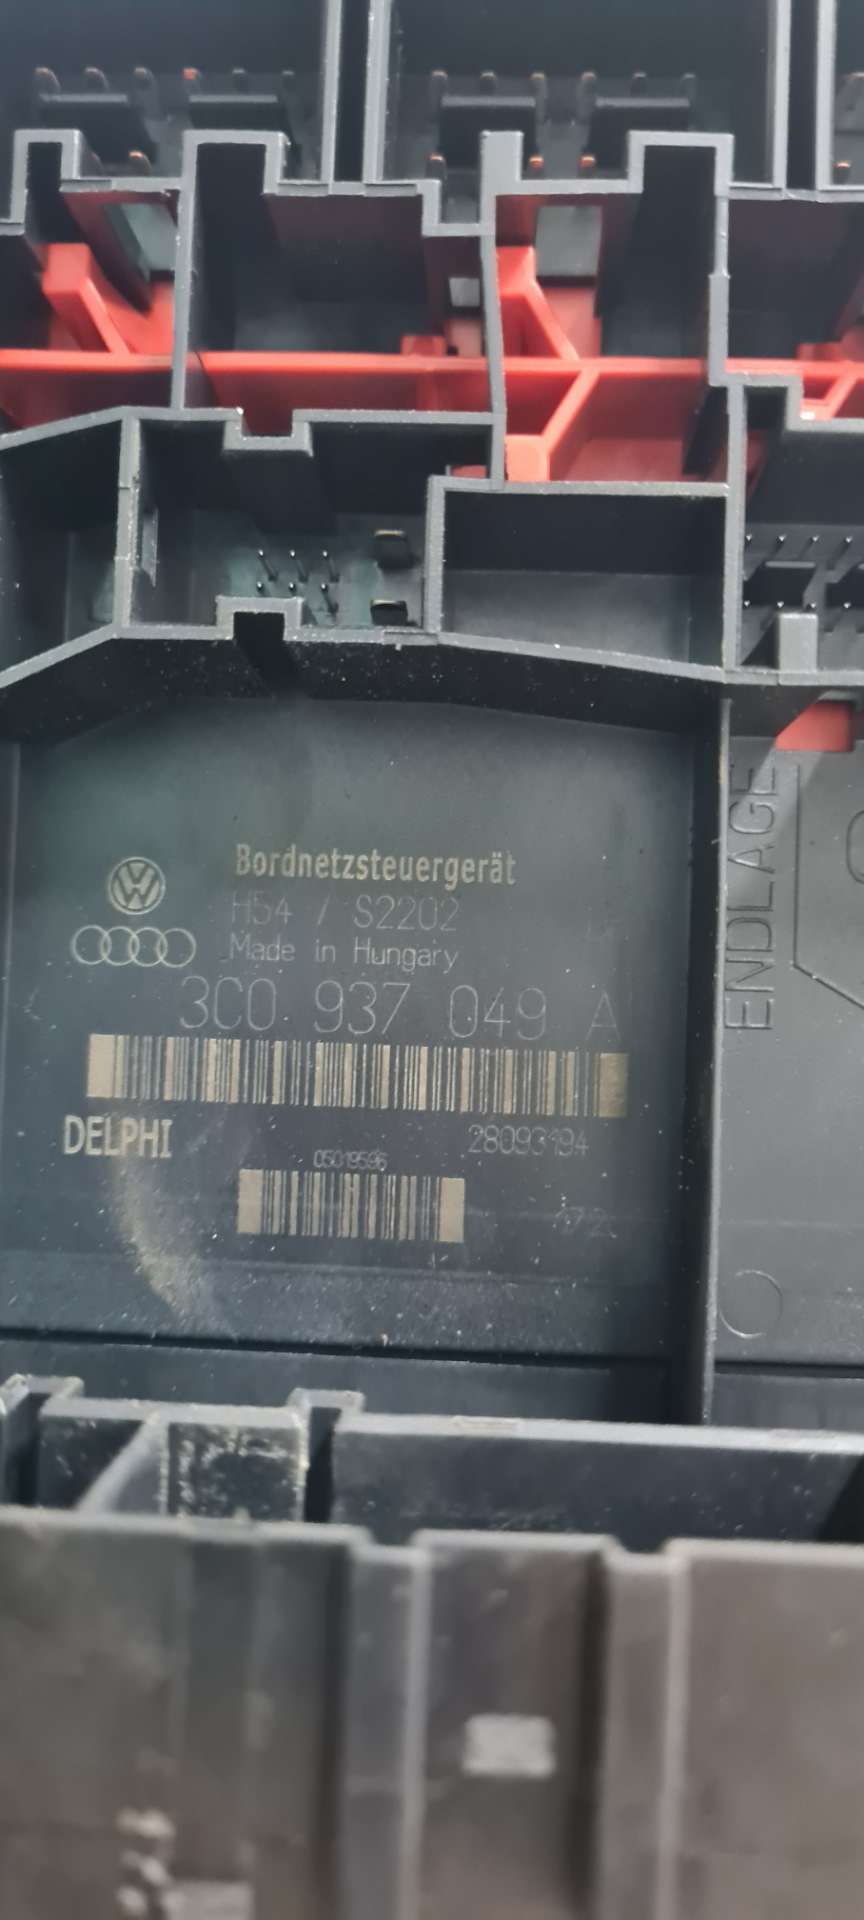 Bordnetzsteuergerät
H54 / S2202
Made in Hungary
3C0 937 049 A
DELPHI
28093194
05019596
ENDLAGE